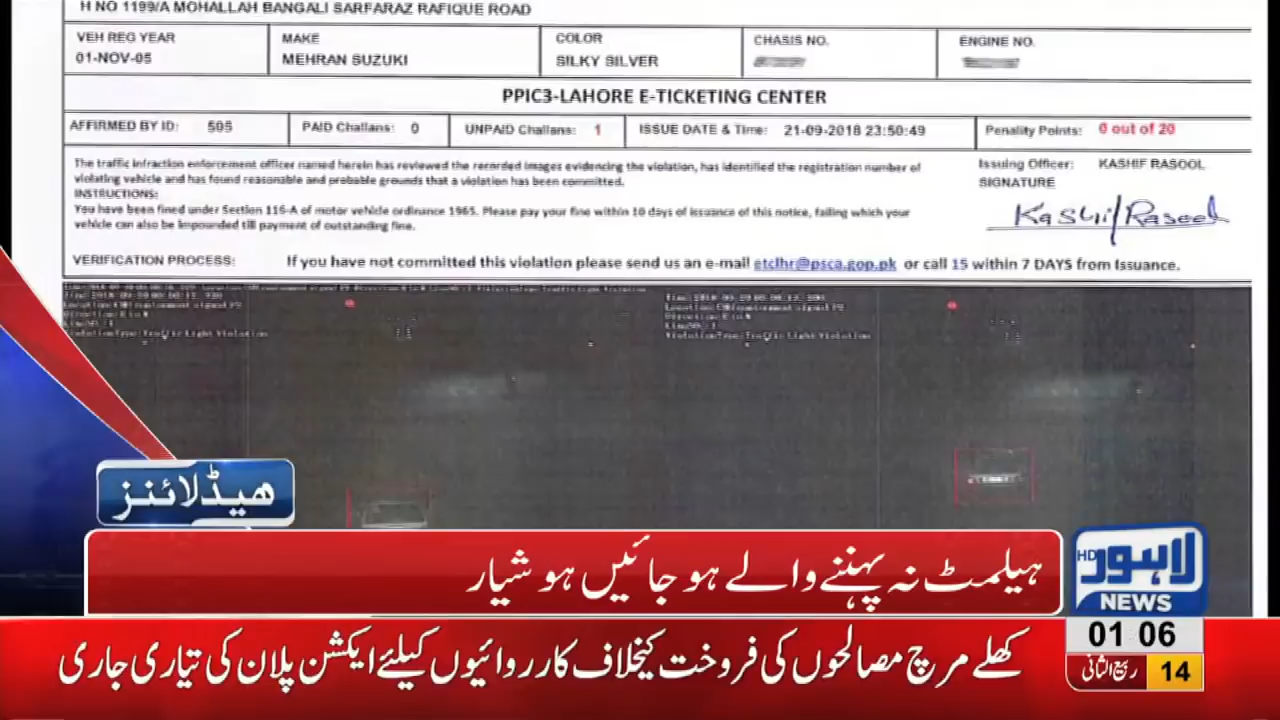 H NO 1199/A MOHALLAH BANGALI SARFARAZ RAFIQUE ROAD
VEH REG YEAR MAKE COLOR CHASIS NO. ENGINE NO.
01-NOV-05 MEHRAN SUZUKI SILKY SILVER
PPIC3-LAHORE E-TICKETING CENTER
AFFIRMED BY ID: 505 PAID Challans: 0 UNPAID Challans: 1 ISSUE DATE & Time: 21-09-2018 23:50:49 Penality Points: 0 out of 20
The traffic infraction enforcement officer named herein has reviewed the recorded images evidencing the violation, has identified the registration number of
violating vehicle and has found reasonable and probable grounds that a violation has been committed.
INSTRUCTIONS:
You have been fined under Section 116-A of motor vehicle ordinance 1965. Please pay your fine within 10 days of issuance of this notice, failing which your
vehicle can also be impounded till payment of outstanding fine.
Issuing Officer: KASHIF RASOOL
SIGNATURE
Kashif Rasool
VERIFICATION PROCESS: If you have not committed this violation please send us an e-mail etclhr@psca.gop.pk or call 15 within 7 DAYS from Issuance.
ہیڈلائنز
ہیلمٹ نہ پہننے والے ہو جائیں ہوشیار
لاہور HD
NEWS
کھلے مرچ مصالحوں کی فروخت کیخلاف کارروائیوں کیلئے ایکشن پلان کی تیاری جاری
01 06
14 ربیع الثانی